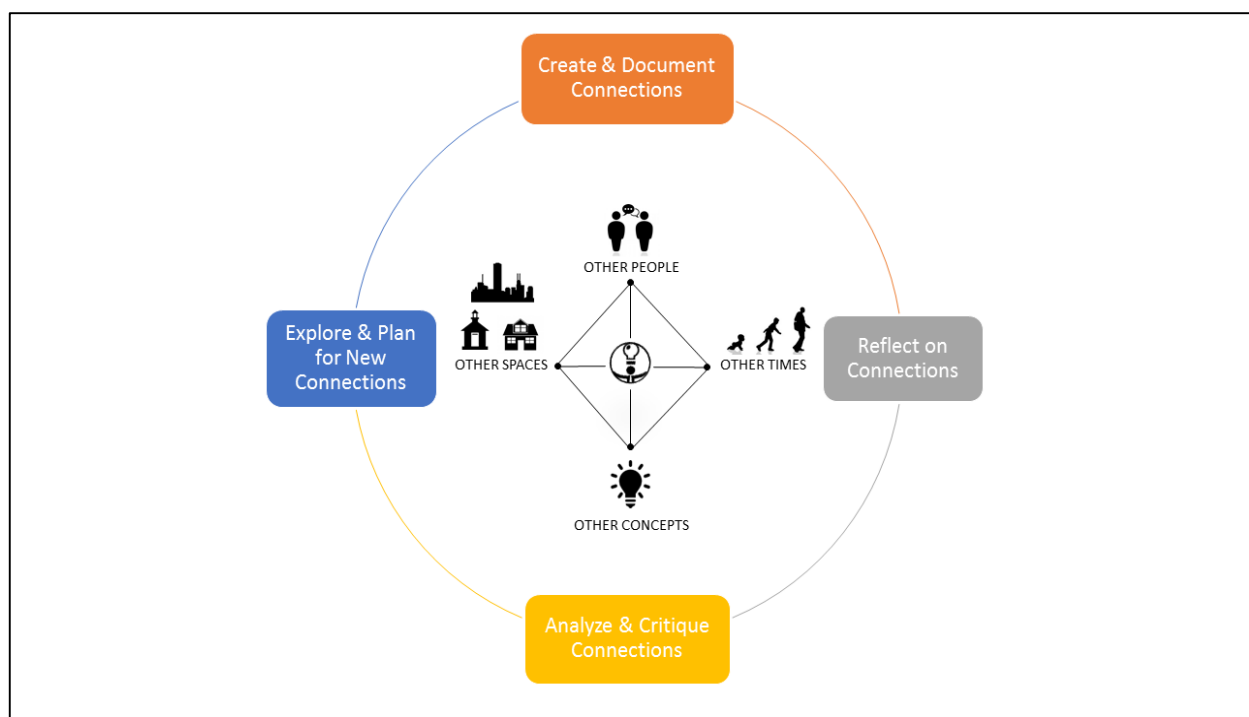 Create & Document
Connections
OTHER PEOPLE
Explore & Plan
for New
Connections
OTHER SPACES
OTHER TIMES
Reflect on
Connections
OTHER CONCEPTS
Analyze & Critique
Connections